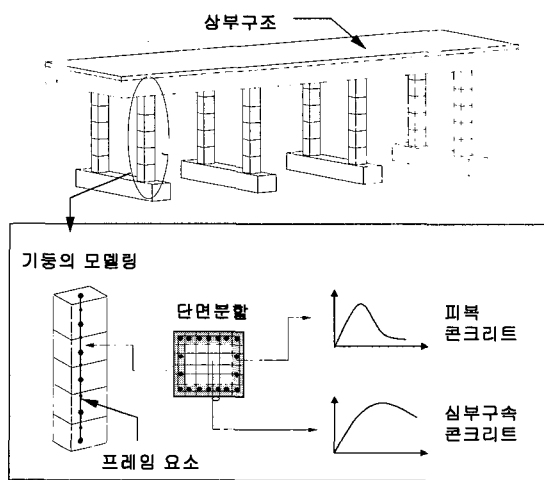 상부구조
기둥의 모델링
단면분할
피복
콘크리트
심부구속
콘크리트
프레임 요소